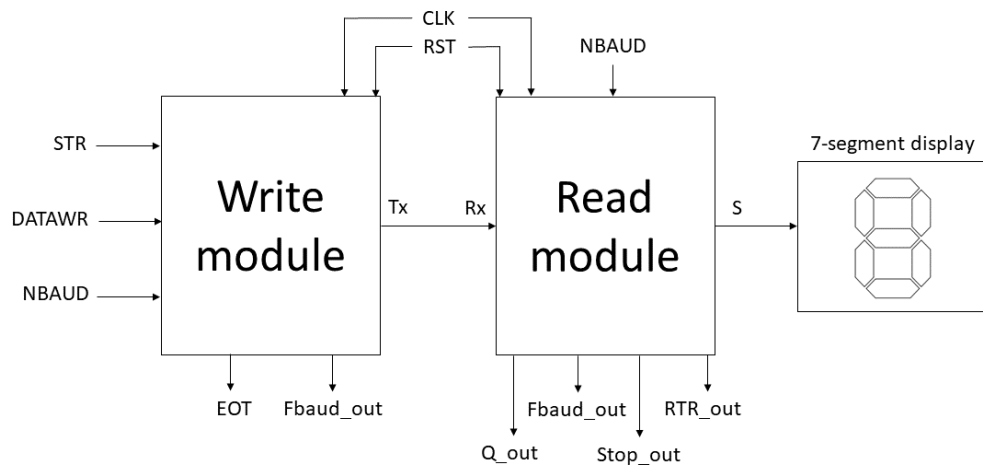 CLK
RST
NBAUD
STR
7-segment display
Write
module
Tx
Rx
Read
module
S
DATAWR
NBAUD
EOT
Fbaud_out
Fbaud_out
RTR_out
Q_out
Stop_out